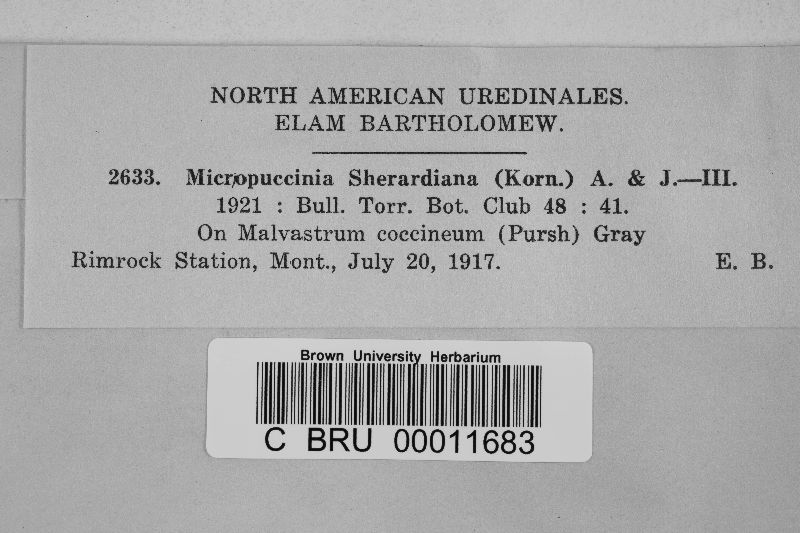 NORTH AMERICAN UREDINALES.
ELAM BARTHOLOMEW.
2633. Micropuccinia Sherardiana (Korn.) A. & J.—III.
1921 : Bull. Torr. Bot. Club 48 : 41.
On Malvastrum coccineum (Pursh) Gray
Rimrock Station, Mont., July 20, 1917. E. B.
Brown University Herbarium
C BRU 00011683